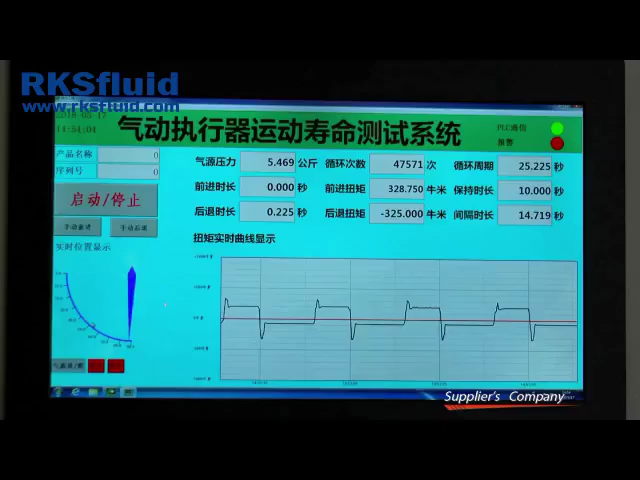 RKSfluid
www.rksfluid.com
14:54:04
气动执行器运动寿命测试系统
PLC通信
报警
产品名称 0
序列号 0
启动/停止
手动前进 手动后退
实时位置显示
气源压力 5.469 公斤 循环次数 47571 次 循环周期 25.225 秒
前进时长 0.000 秒 前进扭矩 328.750 牛米 保持时长 10.000 秒
后退时长 0.225 秒 后退扭矩 -325.000 牛米 间隔时长 14.719 秒
扭矩实时曲线显示
Supplier's Company